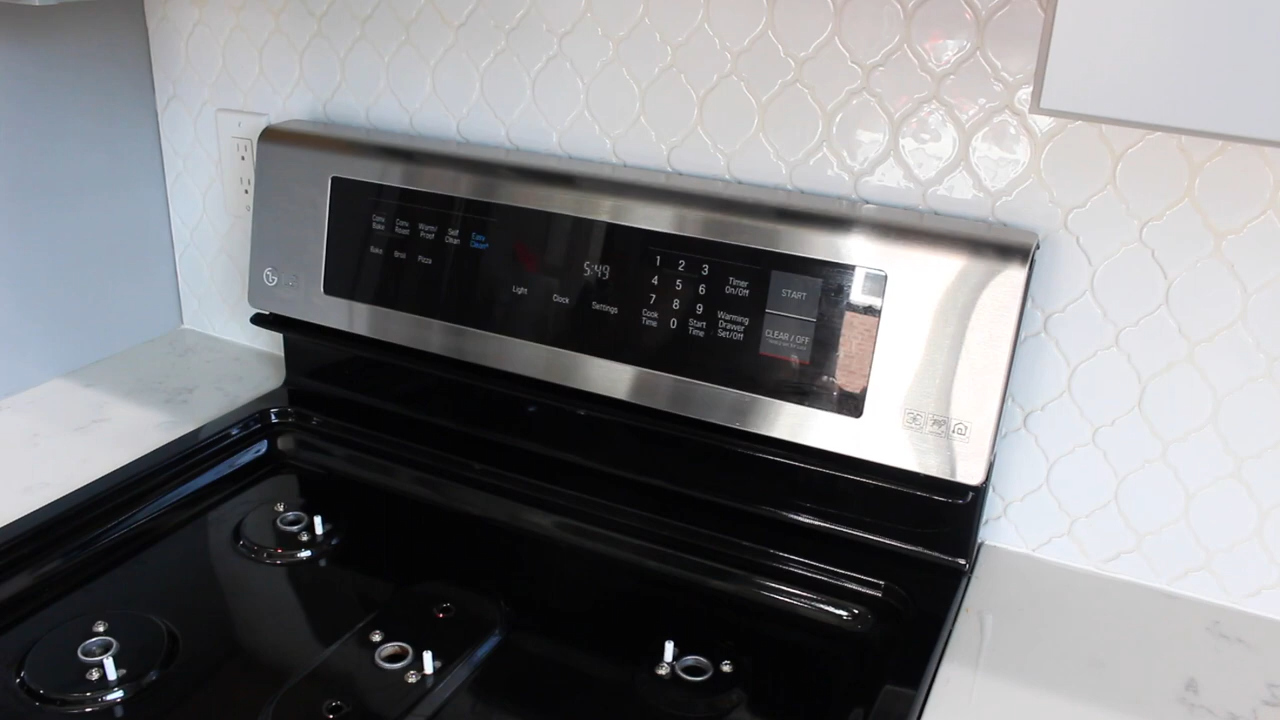 Conv. Bake
Conv. Roast
Warm/ Proof
Self Clean
Easy Clean®
Bake
Broil
Pizza
5:49
Light
Clock
Settings
1 2 3
4 5 6
7 8 9
Cook Time
0
Start Time
Timer On/Off
Warming Drawer Set/Off
START
CLEAR / OFF
LG